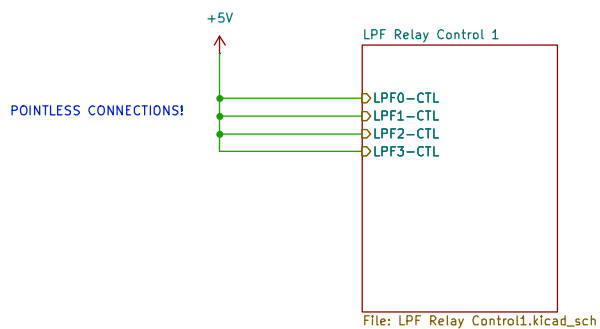 +5V
LPF Relay Control 1
POINTLESS CONNECTIONS!
LPF0-CTL
LPF1-CTL
LPF2-CTL
LPF3-CTL
File: LPF Relay Control1.kicad_sch